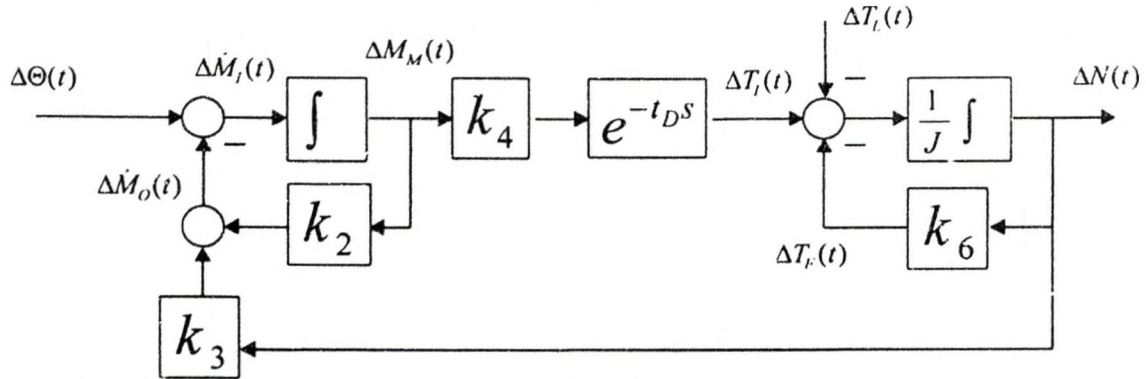 ΔΘ(t)
ΔṀ_I(t)
ΔM_M(t)
ΔT_I(t)
ΔT_L(t)
ΔN(t)
−
∫
k_4
e^{−t_D s}
−
−
1/J ∫
ΔṀ_O(t)
k_2
k_6
ΔT_F(t)
k_3